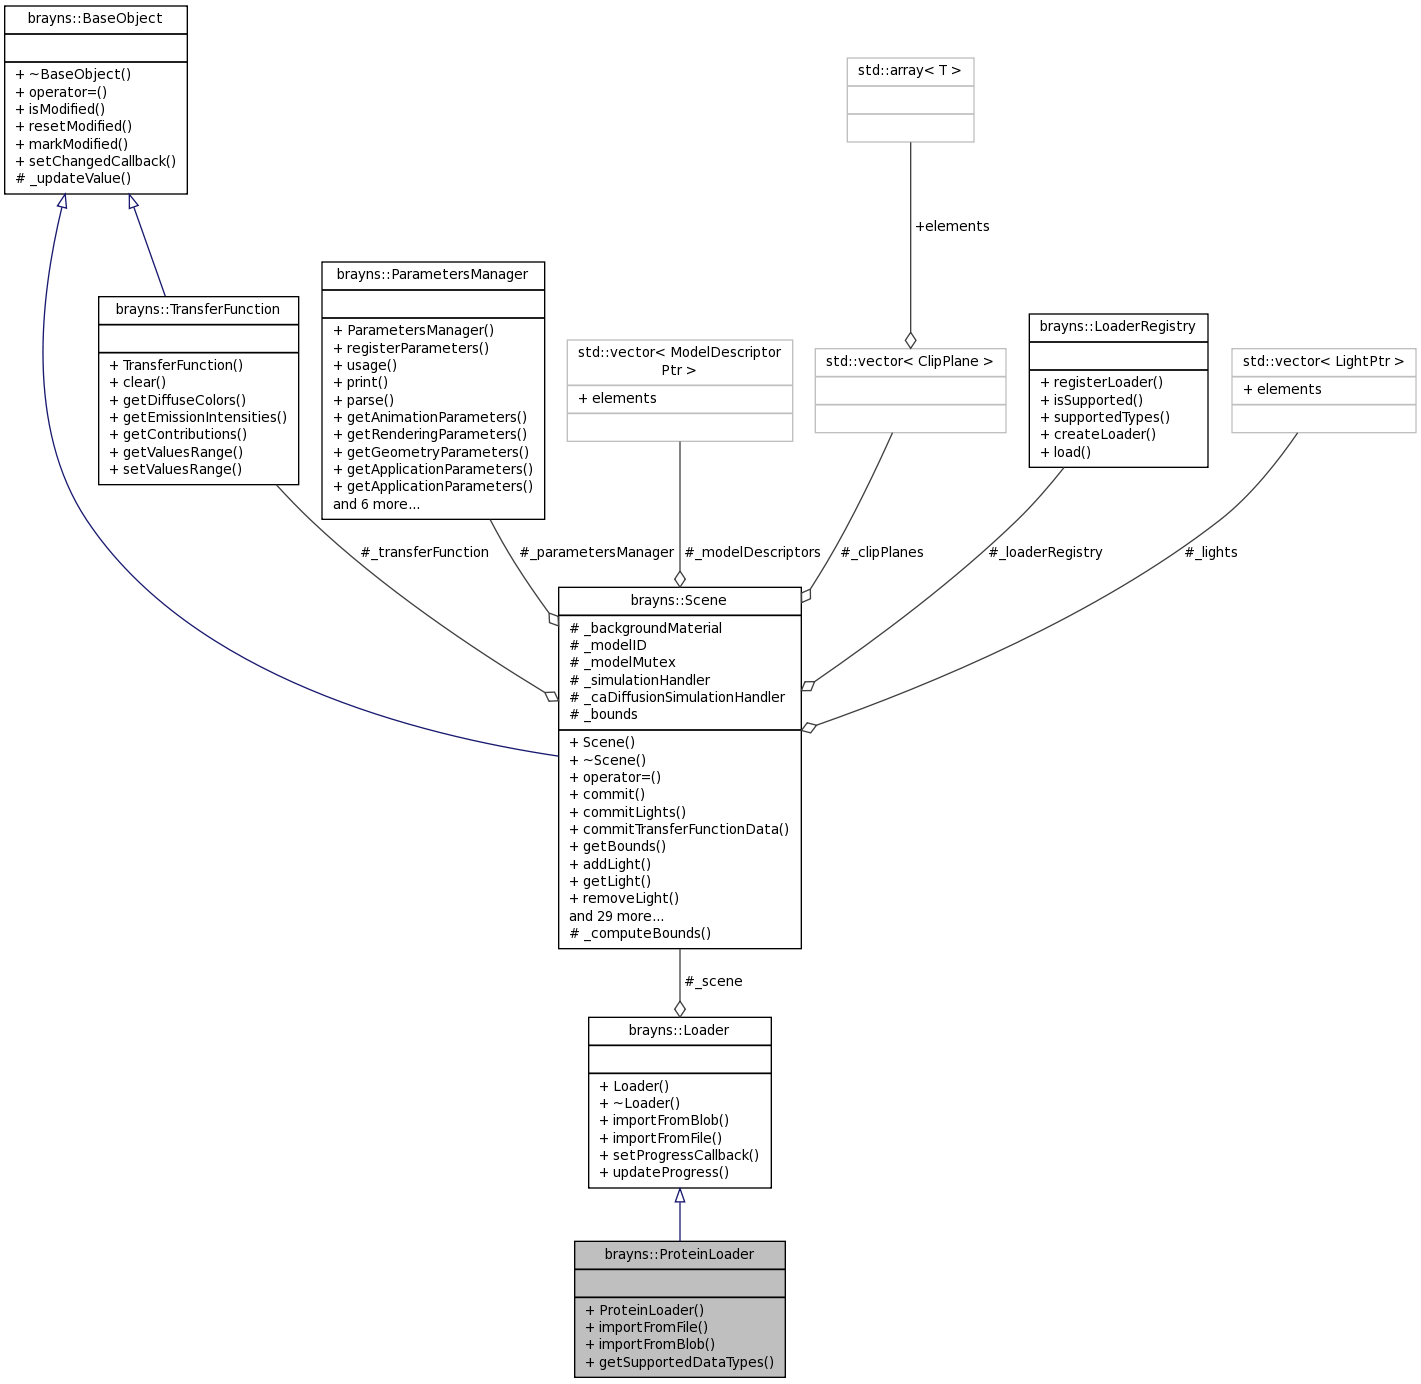 brayns::BaseObject
+ ~BaseObject()
+ operator=()
+ isModified()
+ resetModified()
+ markModified()
+ setChangedCallback()
# _updateValue()
std::array< T >
+elements
brayns::TransferFunction
+ TransferFunction()
+ clear()
+ getDiffuseColors()
+ getEmissionIntensities()
+ getContributions()
+ getValuesRange()
+ setValuesRange()
brayns::ParametersManager
+ ParametersManager()
+ registerParameters()
+ usage()
+ print()
+ parse()
+ getAnimationParameters()
+ getRenderingParameters()
+ getGeometryParameters()
+ getApplicationParameters()
+ getApplicationParameters()
and 6 more...
std::vector< ModelDescriptor
Ptr >
+ elements
std::vector< ClipPlane >
brayns::LoaderRegistry
+ registerLoader()
+ isSupported()
+ supportedTypes()
+ createLoader()
+ load()
std::vector< LightPtr >
+ elements
#_transferFunction
#_parametersManager
#_modelDescriptors
#_clipPlanes
#_loaderRegistry
#_lights
brayns::Scene
# _backgroundMaterial
# _modelID
# _modelMutex
# _simulationHandler
# _caDiffusionSimulationHandler
# _bounds
+ Scene()
+ ~Scene()
+ operator=()
+ commit()
+ commitLights()
+ commitTransferFunctionData()
+ getBounds()
+ addLight()
+ getLight()
+ removeLight()
and 29 more...
# _computeBounds()
#_scene
brayns::Loader
+ Loader()
+ ~Loader()
+ importFromBlob()
+ importFromFile()
+ setProgressCallback()
+ updateProgress()
brayns::ProteinLoader
+ ProteinLoader()
+ importFromFile()
+ importFromBlob()
+ getSupportedDataTypes()